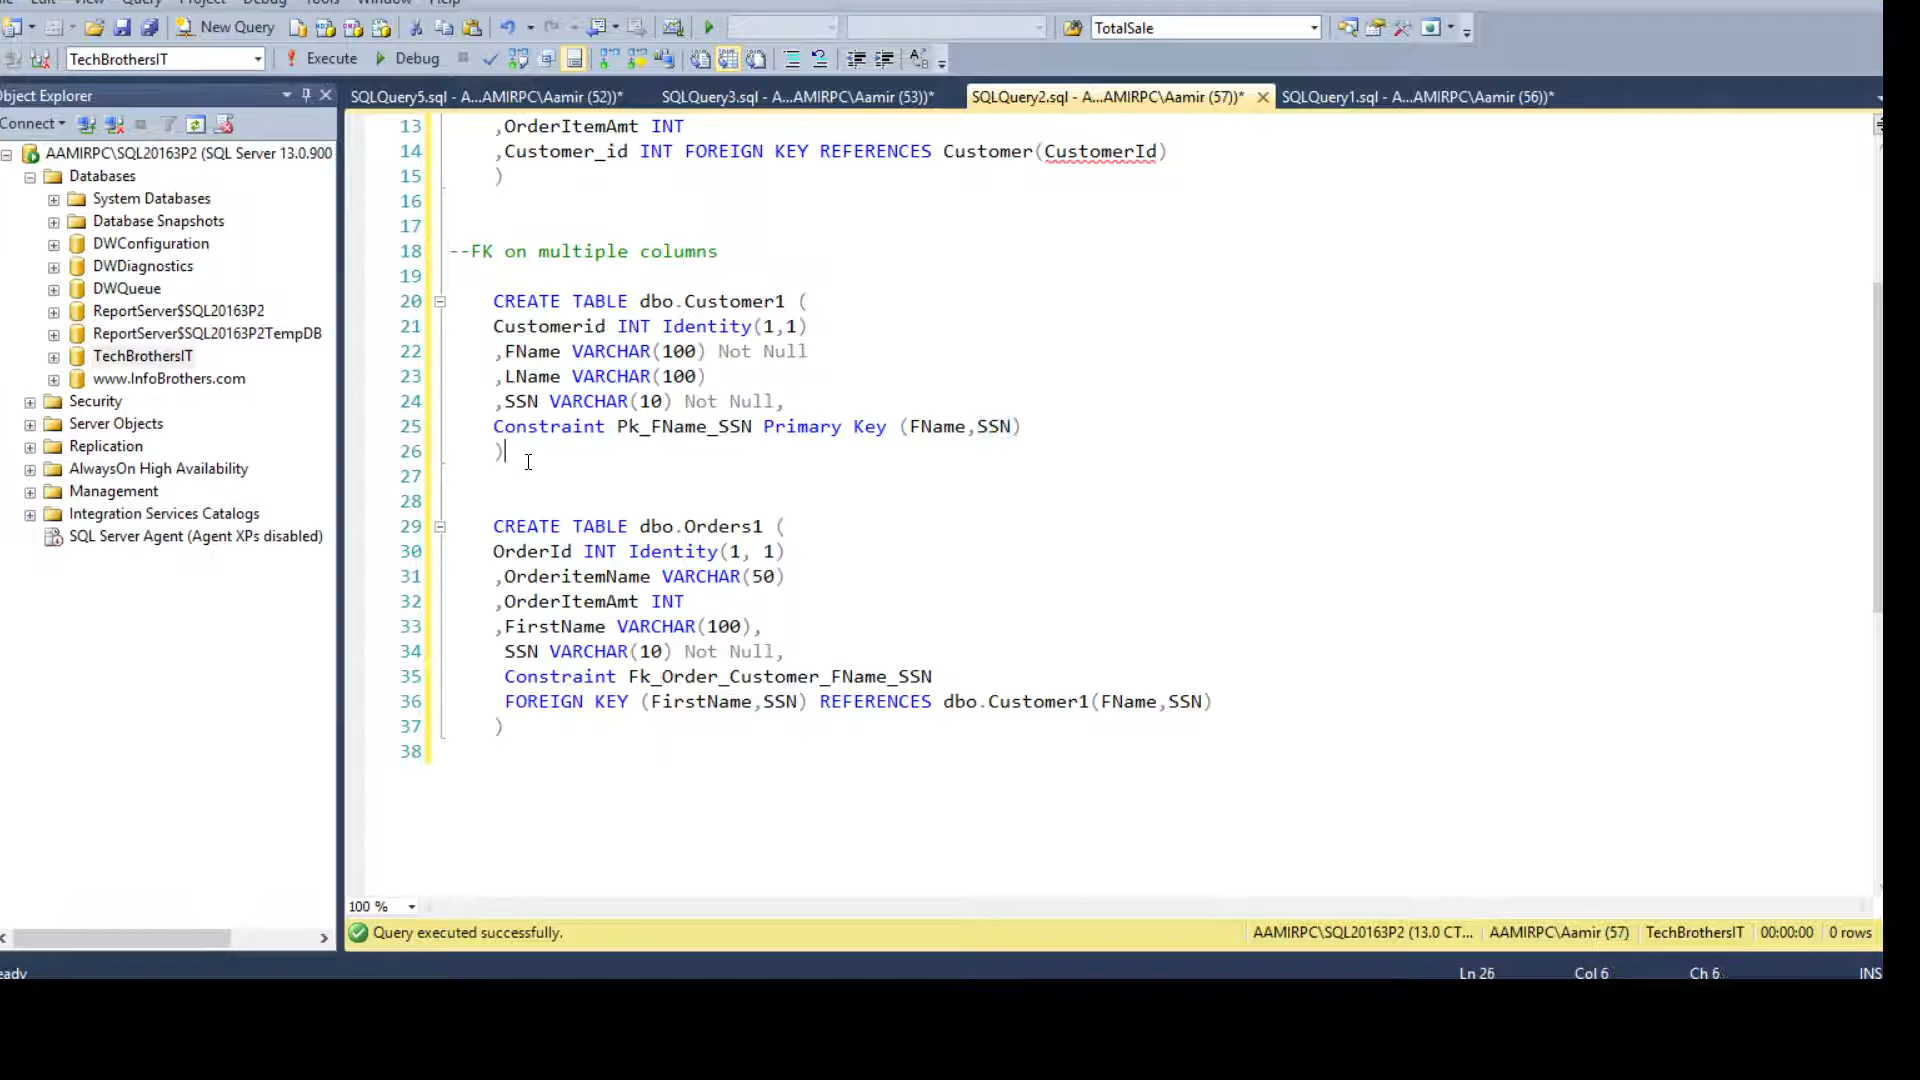 Edit View Query Project Debug Tools Window Help
New Query
TotalSale
TechBrothersIT
Execute
Debug
Object Explorer
SQLQuery5.sql - A...AMIRPC\Aamir (52))*
SQLQuery3.sql - A...AMIRPC\Aamir (53))*
SQLQuery2.sql - A...AMIRPC\Aamir (57))*
SQLQuery1.sql - A...AMIRPC\Aamir (56))*
Connect
AAMIRPC\SQL20163P2 (SQL Server 13.0.900
Databases
System Databases
Database Snapshots
DWConfiguration
DWDiagnostics
DWQueue
ReportServer$SQL20163P2
ReportServer$SQL20163P2TempDB
TechBrothersIT
www.InfoBrothers.com
Security
Server Objects
Replication
AlwaysOn High Availability
Management
Integration Services Catalogs
SQL Server Agent (Agent XPs disabled)
13 ,OrderItemAmt INT
14 ,Customer_id INT FOREIGN KEY REFERENCES Customer(CustomerId)
15 )
16
17
18 --FK on multiple columns
19
20 CREATE TABLE dbo.Customer1 (
21 Customerid INT Identity(1,1)
22 ,FName VARCHAR(100) Not Null
23 ,LName VARCHAR(100)
24 ,SSN VARCHAR(10) Not Null,
25 Constraint Pk_FName_SSN Primary Key (FName,SSN)
26 )
27
28
29 CREATE TABLE dbo.Orders1 (
30 OrderId INT Identity(1, 1)
31 ,OrderitemName VARCHAR(50)
32 ,OrderItemAmt INT
33 ,FirstName VARCHAR(100),
34 SSN VARCHAR(10) Not Null,
35 Constraint Fk_Order_Customer_FName_SSN
36 FOREIGN KEY (FirstName,SSN) REFERENCES dbo.Customer1(FName,SSN)
37 )
38
100 %
Query executed successfully.
AAMIRPC\SQL20163P2 (13.0 CT...
AAMIRPC\Aamir (57)
TechBrothersIT
00:00:00
0 rows
eady
Ln 26
Col 6
Ch 6
INS